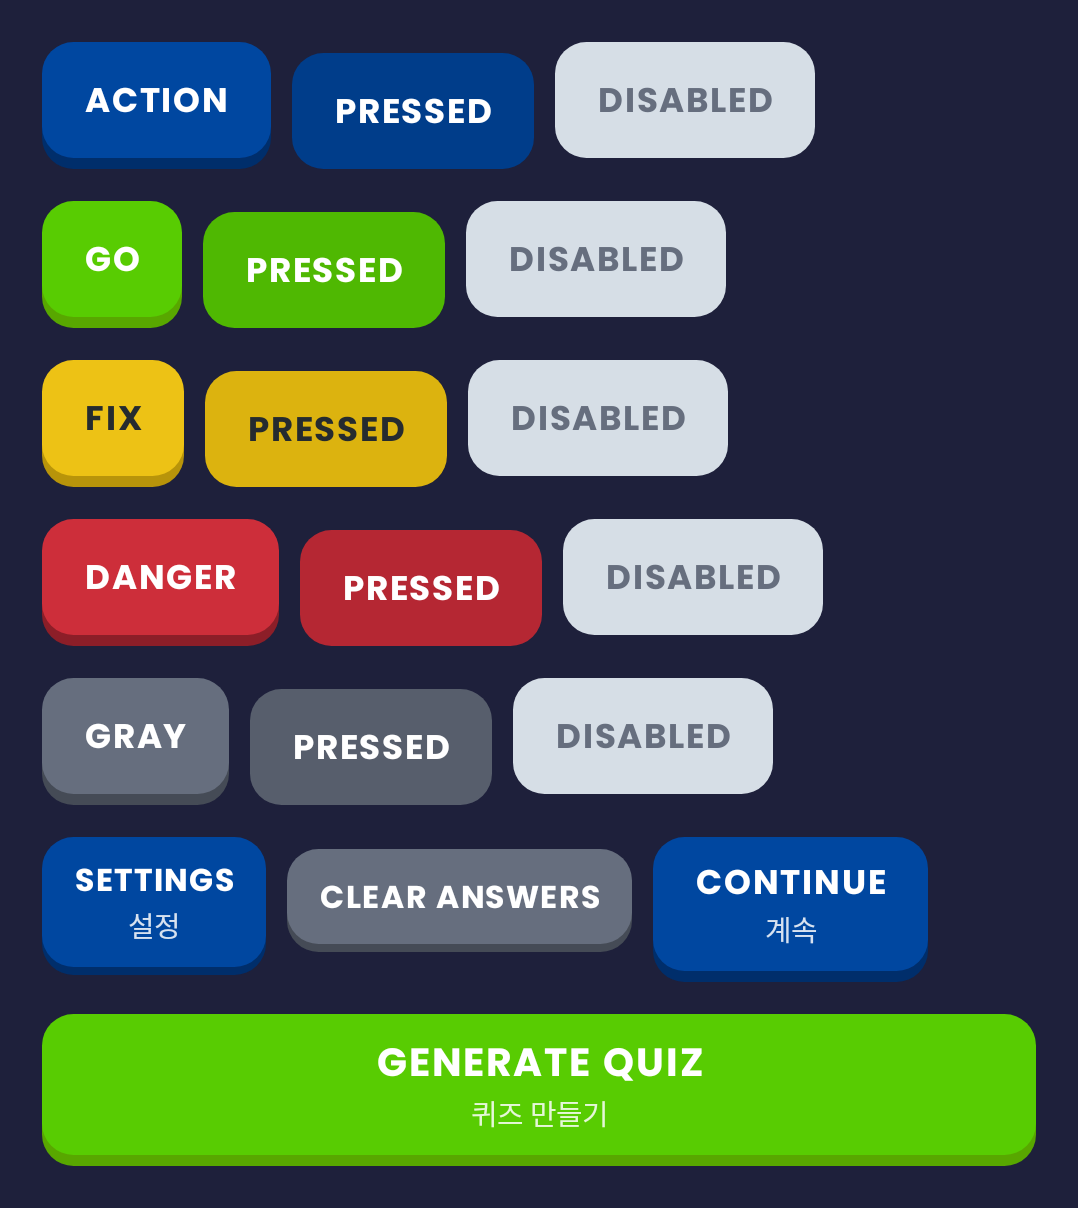 ACTION
PRESSED
DISABLED
GO
PRESSED
DISABLED
FIX
PRESSED
DISABLED
DANGER
PRESSED
DISABLED
GRAY
PRESSED
DISABLED
SETTINGS
설정
CLEAR ANSWERS
CONTINUE
계속
GENERATE QUIZ
퀴즈 만들기